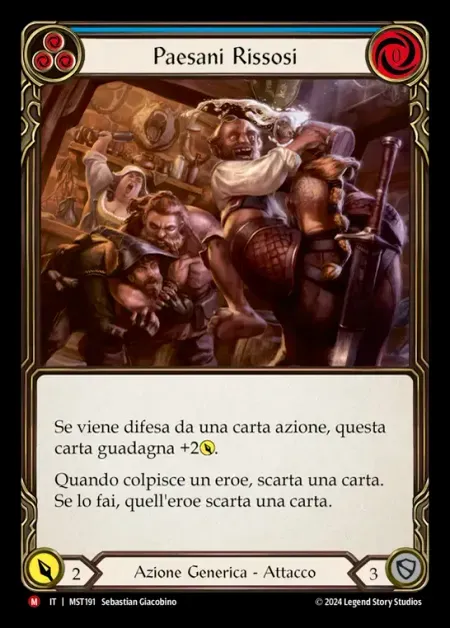 Paesani Rissosi
0
Se viene difesa da una carta azione, questa
carta guadagna +2.
Quando colpisce un eroe, scarta una carta.
Se lo fai, quell'eroe scarta una carta.
2 Azione Generica - Attacco 3
M IT | MST191 Sebastian Giacobino © 2024 Legend Story Studios